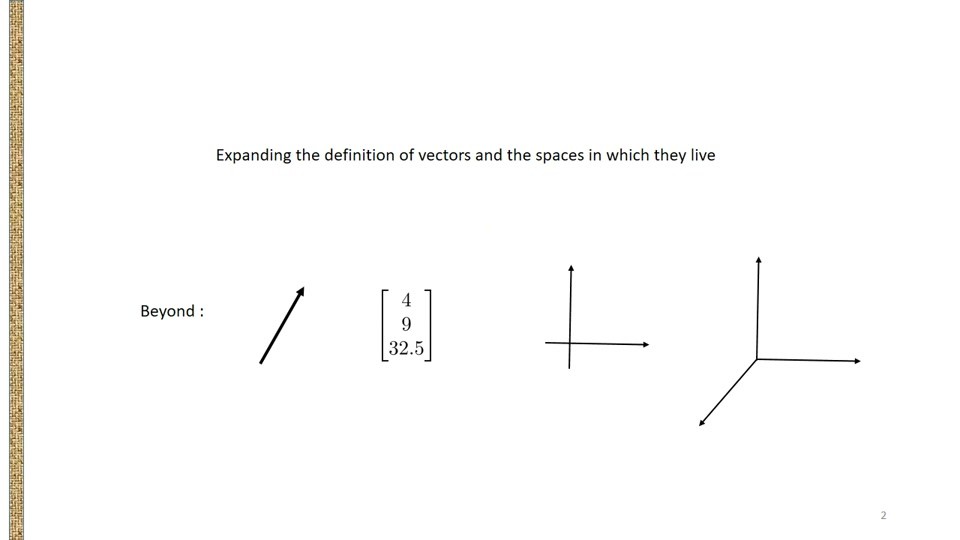 Expanding the definition of vectors and the spaces in which they live
Beyond :
4
9
32.5
2